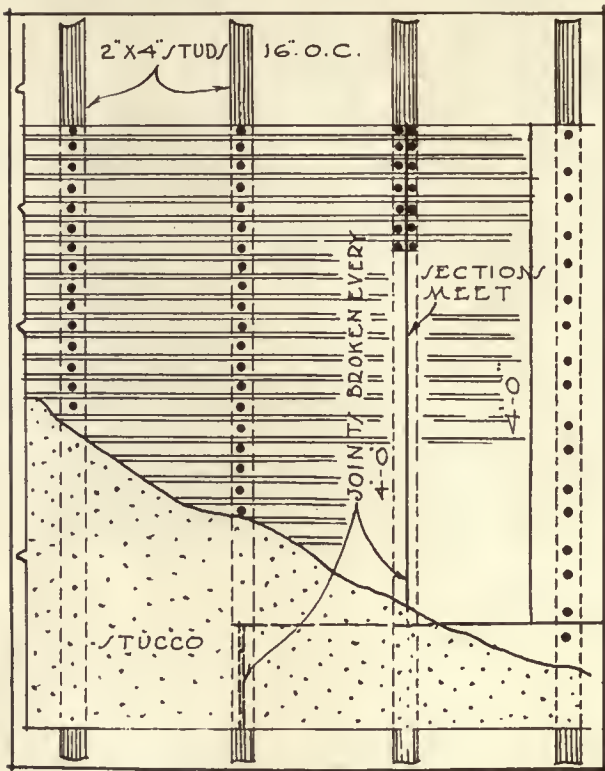 2"X4" STUDS 16" O.C.
SECTIONS
MEET
JOINTS BROKEN EVERY
4'-0"
4'-0"
STUCCO